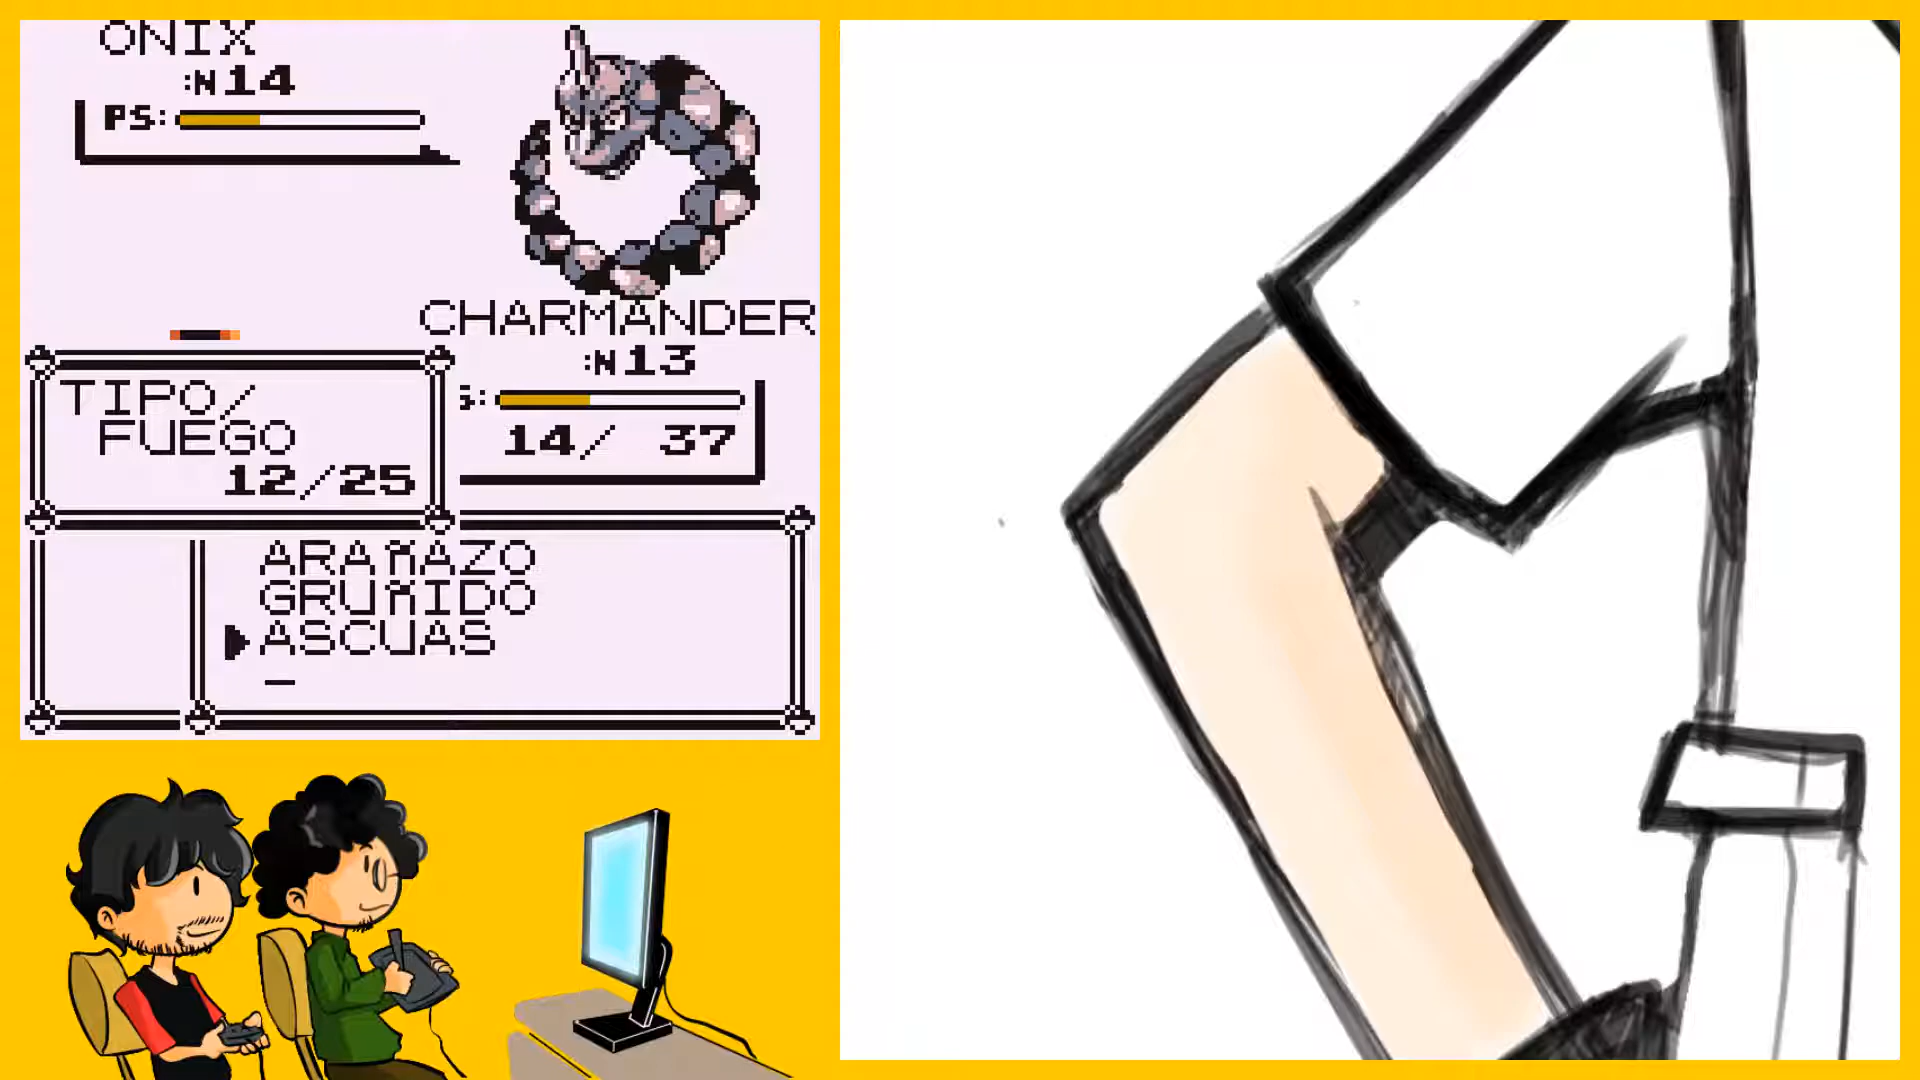 ONIX
:N14
PS:
CHARMANDER
:N13
S:
14/ 37
TIPO/
FUEGO
12/25
ARAÑAZO
GRUÑIDO
▶ASCUAS
–